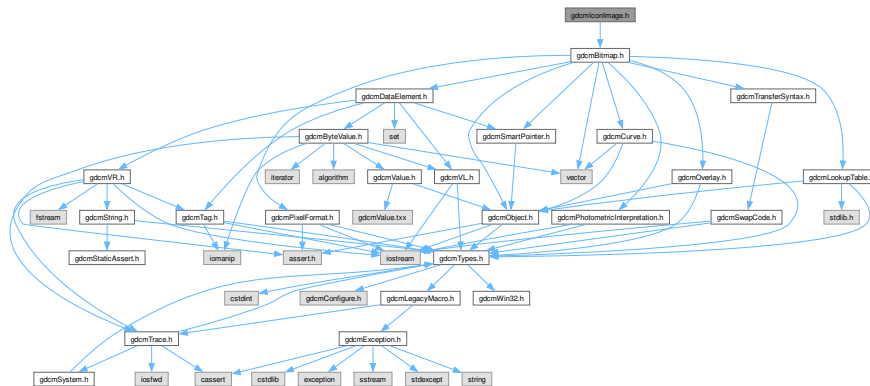 gdcmIconImage.h
gdcmBitmap.h
gdcmDataElement.h
gdcmTransferSyntax.h
gdcmByteValue.h
set
gdcmSmartPointer.h
gdcmCurve.h
gdcmVR.h
iterator
algorithm
gdcmValue.h
gdcmVL.h
vector
gdcmOverlay.h
gdcmLookupTable.
fstream
gdcmString.h
gdcmTag.h
gdcmPixelFormat.h
gdcmValue.txx
gdcmObject.h
gdcmPhotometricInterpretation.h
gdcmSwapCode.h
stdlib.h
gdcmStaticAssert.h
iomanip
assert.h
iostream
gdcmTypes.h
cstdint
gdcmConfigure.h
gdcmLegacyMacro.h
gdcmWin32.h
gdcmTrace.h
gdcmException.h
gdcmSystem.h
iosfwd
cassert
cstdlib
exception
sstream
stdexcept
string